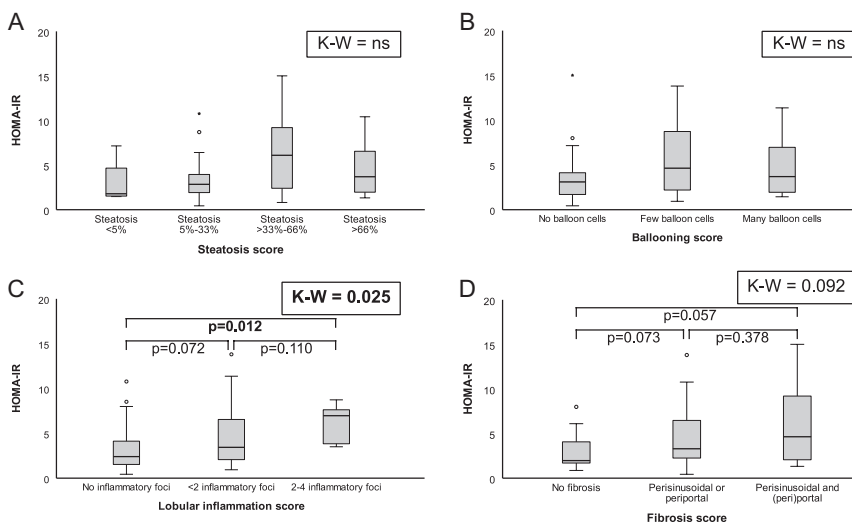 A
K-W = ns
HOMA-IR
20
15
10
5
0
Steatosis <5%
Steatosis 5%-33%
Steatosis >33%-66%
Steatosis >66%
Steatosis score
B
K-W = ns
HOMA-IR
20
15
10
5
0
No balloon cells
Few balloon cells
Many balloon cells
Ballooning score
C
K-W = 0.025
HOMA-IR
20
15
10
5
0
p=0.012
p=0.072
p=0.110
No inflammatory foci
<2 inflammatory foci
2-4 inflammatory foci
Lobular inflammation score
D
K-W = 0.092
HOMA-IR
20
15
10
5
0
p=0.057
p=0.073
p=0.378
No fibrosis
Perisinusoidal or
periportal
Perisinusoidal and
(peri)portal
Fibrosis score